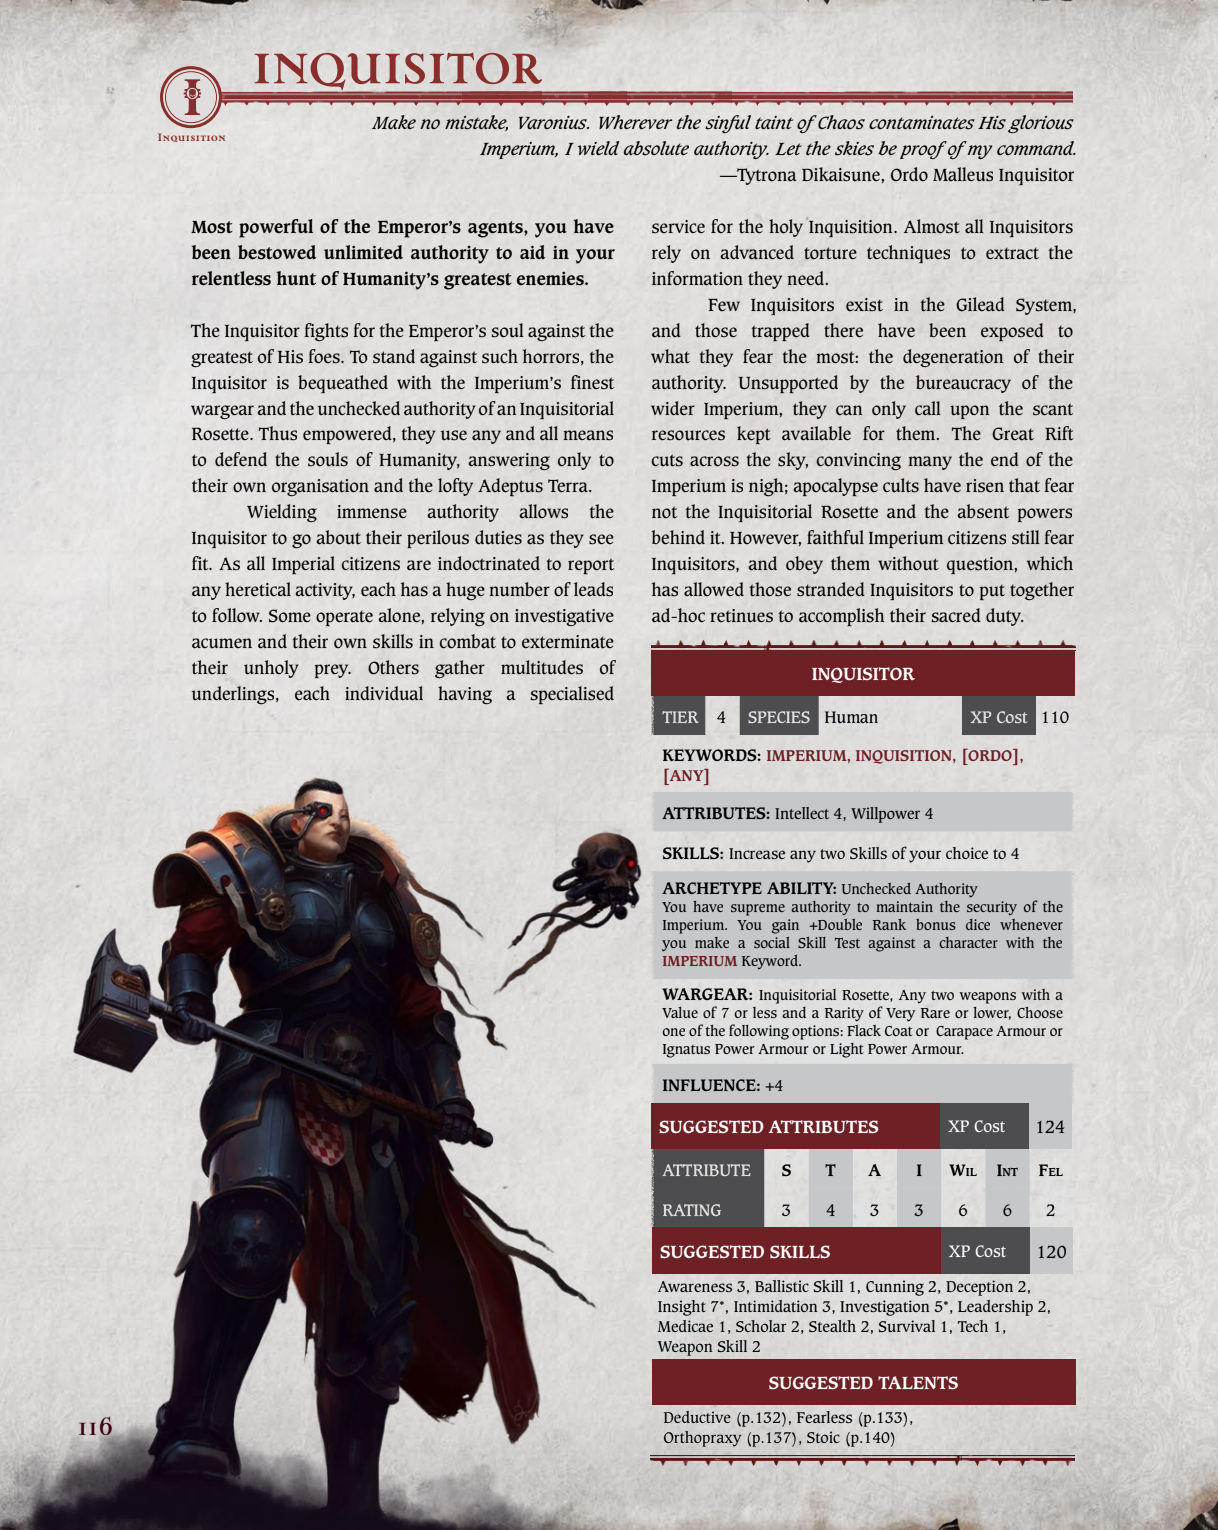 INQUISITOR
INQUISITION
Make no mistake, Varonius. Wherever the sinful taint of Chaos contaminates His glorious
Imperium, I wield absolute authority. Let the skies be proof of my command.
—Tytrona Dikaisune, Ordo Malleus Inquisitor
Most powerful of the Emperor's agents, you have
been bestowed unlimited authority to aid in your
relentless hunt of Humanity's greatest enemies.
The Inquisitor fights for the Emperor's soul against the
greatest of His foes. To stand against such horrors, the
Inquisitor is bequeathed with the Imperium's finest
wargear and the unchecked authority of an Inquisitorial
Rosette. Thus empowered, they use any and all means
to defend the souls of Humanity, answering only to
their own organisation and the lofty Adeptus Terra.
Wielding immense authority allows the
Inquisitor to go about their perilous duties as they see
fit. As all Imperial citizens are indoctrinated to report
any heretical activity, each has a huge number of leads
to follow. Some operate alone, relying on investigative
acumen and their own skills in combat to exterminate
their unholy prey. Others gather multitudes of
underlings, each individual having a specialised
service for the holy Inquisition. Almost all Inquisitors
rely on advanced torture techniques to extract the
information they need.
Few Inquisitors exist in the Gilead System,
and those trapped there have been exposed to
what they fear the most: the degeneration of their
authority. Unsupported by the bureaucracy of the
wider Imperium, they can only call upon the scant
resources kept available for them. The Great Rift
cuts across the sky, convincing many the end of the
Imperium is nigh; apocalypse cults have risen that fear
not the Inquisitorial Rosette and the absent powers
behind it. However, faithful Imperium citizens still fear
Inquisitors, and obey them without question, which
has allowed those stranded Inquisitors to put together
ad-hoc retinues to accomplish their sacred duty.
INQUISITOR
TIER 4 SPECIES Human XP Cost 110
KEYWORDS: IMPERIUM, INQUISITION, [ORDO],
[ANY]
ATTRIBUTES: Intellect 4, Willpower 4
SKILLS: Increase any two Skills of your choice to 4
ARCHETYPE ABILITY: Unchecked Authority
You have supreme authority to maintain the security of the
Imperium. You gain +Double Rank bonus dice whenever
you make a social Skill Test against a character with the
IMPERIUM Keyword.
WARGEAR: Inquisitorial Rosette, Any two weapons with a
Value of 7 or less and a Rarity of Very Rare or lower, Choose
one of the following options: Flack Coat or Carapace Armour or
Ignatus Power Armour or Light Power Armour.
INFLUENCE: +4
SUGGESTED ATTRIBUTES XP Cost 124
ATTRIBUTE S T A I WIL INT FEL
RATING 3 4 3 3 6 6 2
SUGGESTED SKILLS XP Cost 120
Awareness 3, Ballistic Skill 1, Cunning 2, Deception 2,
Insight 7*, Intimidation 3, Investigation 5*, Leadership 2,
Medicae 1, Scholar 2, Stealth 2, Survival 1, Tech 1,
Weapon Skill 2
SUGGESTED TALENTS
Deductive (p.132), Fearless (p.133),
Orthopraxy (p.137), Stoic (p.140)
116